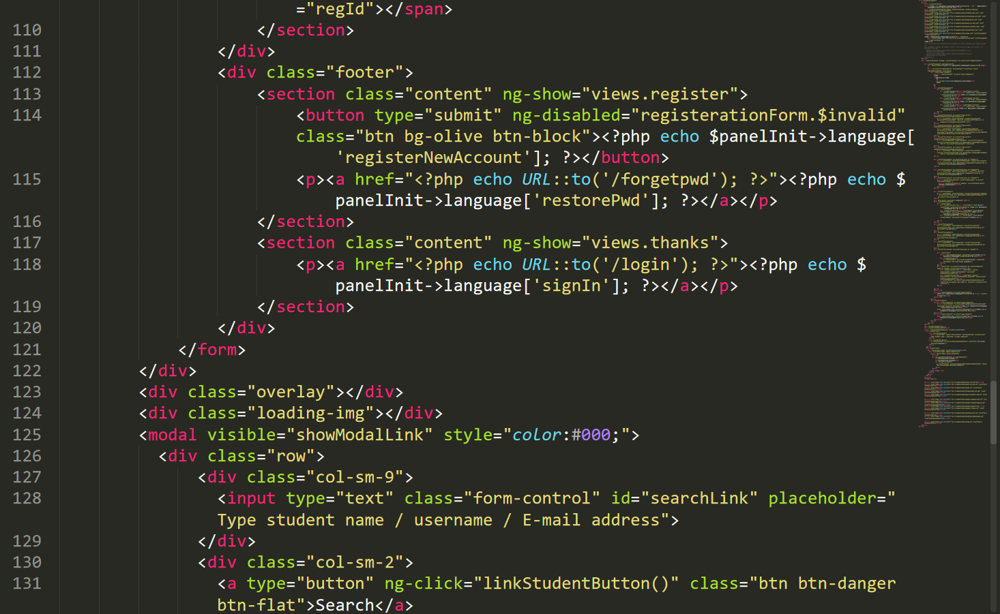 ="regId"></span>
110 </section>
111 </div>
112 <div class="footer">
113 <section class="content" ng-show="views.register">
114 <button type="submit" ng-disabled="registerationForm.$invalid"
class="btn bg-olive btn-block"><?php echo $panelInit->language[
'registerNewAccount']; ?></button>
115 <p><a href="<?php echo URL::to('/forgetpwd'); ?>"><?php echo $
panelInit->language['restorePwd']; ?></a></p>
116 </section>
117 <section class="content" ng-show="views.thanks">
118 <p><a href="<?php echo URL::to('/login'); ?>"><?php echo $
panelInit->language['signIn']; ?></a></p>
119 </section>
120 </div>
121 </form>
122 </div>
123 <div class="overlay"></div>
124 <div class="loading-img"></div>
125 <modal visible="showModalLink" style="color:#000;">
126 <div class="row">
127 <div class="col-sm-9">
128 <input type="text" class="form-control" id="searchLink" placeholder="
Type student name / username / E-mail address">
129 </div>
130 <div class="col-sm-2">
131 <a type="button" ng-click="linkStudentButton()" class="btn btn-danger
btn-flat">Search</a>